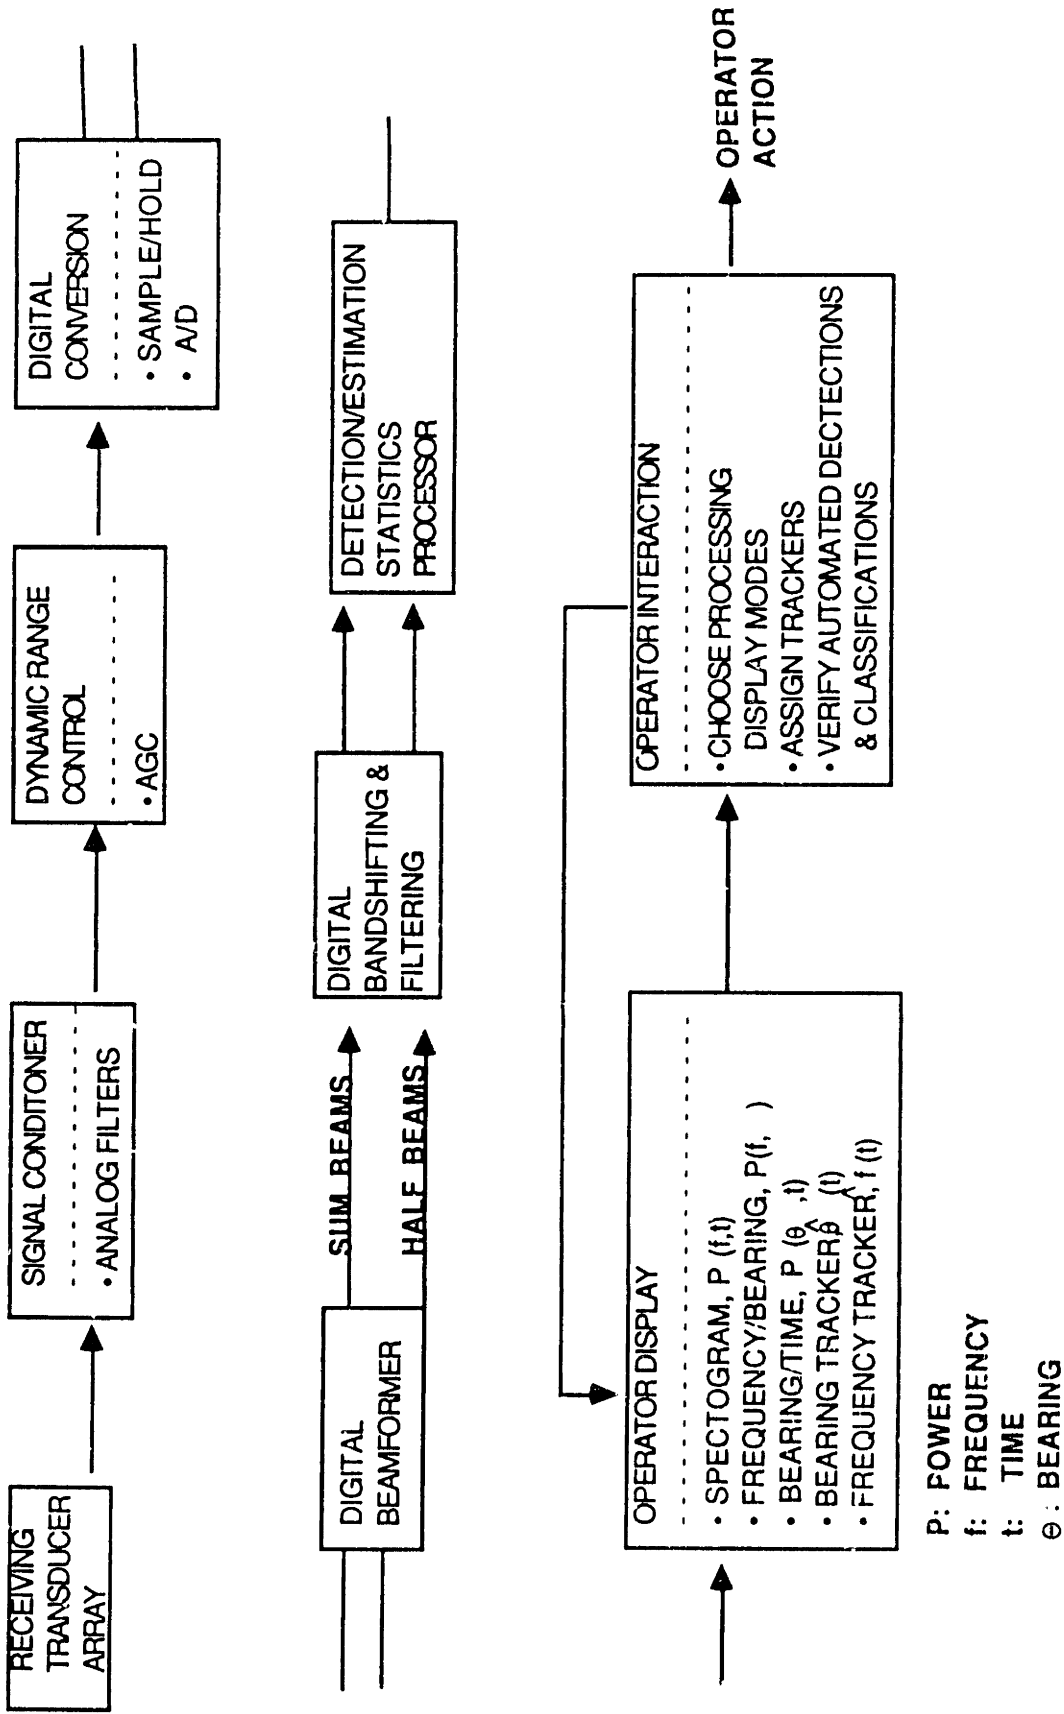 RECEIVING
TRANSDUCER
ARRAY
SIGNAL CONDITONER
• ANALOG FILTERS
DYNAMIC RANGE
CONTROL
• AGC
DIGITAL
CONVERSION
• SAMPLE/HOLD
• A/D
DIGITAL
BEAMFORMER
SUM BEAMS
HALF BEAMS
DIGITAL
BANDSHIFTING &
FILTERING
DETECTION/ESTIMATION
STATISTICS
PROCESSOR
OPERATOR DISPLAY
• SPECTOGRAM, P (f,t)
• FREQUENCY/BEARING, P(f, )
• BEARING/TIME, P (θ ,t)
• BEARING TRACKER, θ̂ (t)
• FREQUENCY TRACKER, f̂ (t)
OPERATOR INTERACTION
• CHOOSE PROCESSING
DISPLAY MODES
• ASSIGN TRACKERS
• VERIFY AUTOMATED DECTECTIONS
& CLASSIFICATIONS
OPERATOR
ACTION
P: POWER
f: FREQUENCY
t: TIME
θ : BEARING